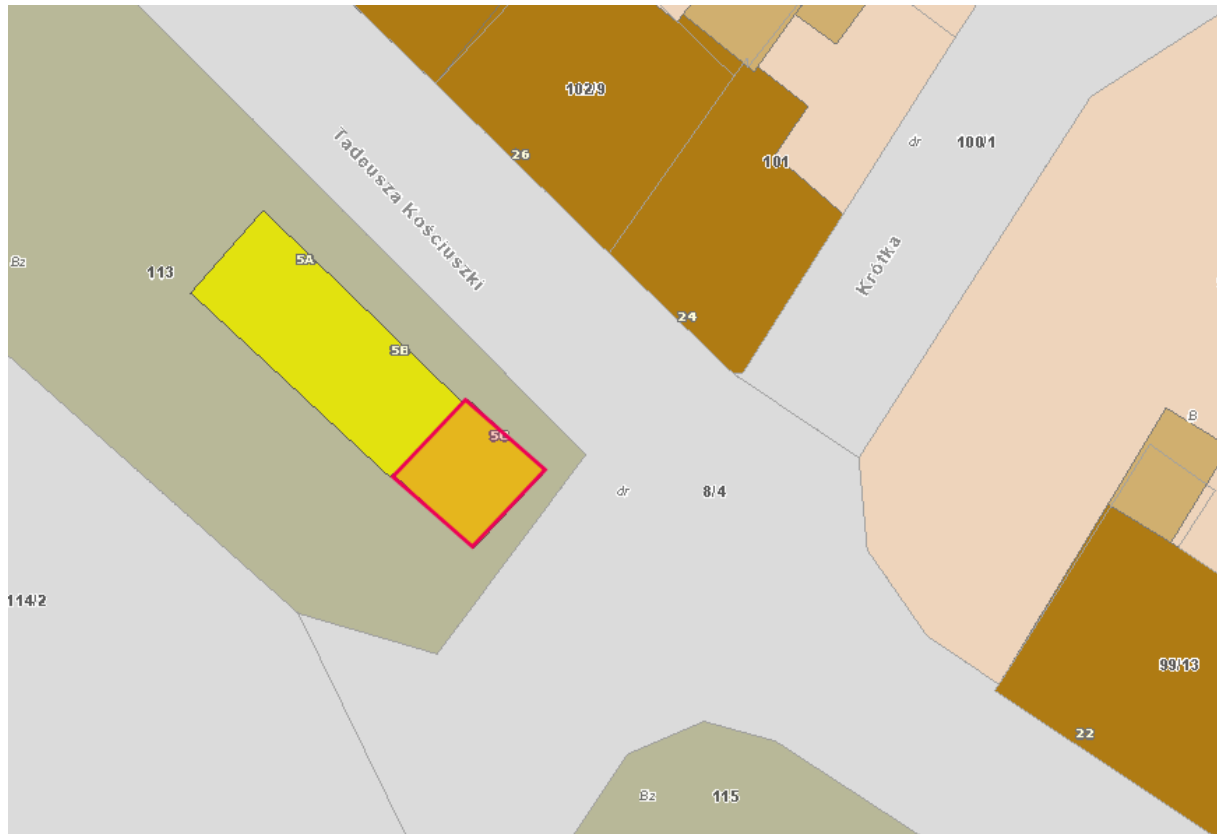 102/9
Tadeusza Kościuszki
26
101
dr
100/1
Krótka
Bz
113
5A
5B
24
5C
B
dr
8/4
114/2
99/13
22
Bz
115